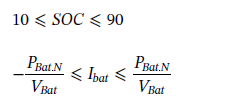 10 ⩽ SOC ⩽ 90
−P_{Bat.N}/V_{Bat} ⩽ I_{bat} ⩽ P_{Bat.N}/V_{Bat}